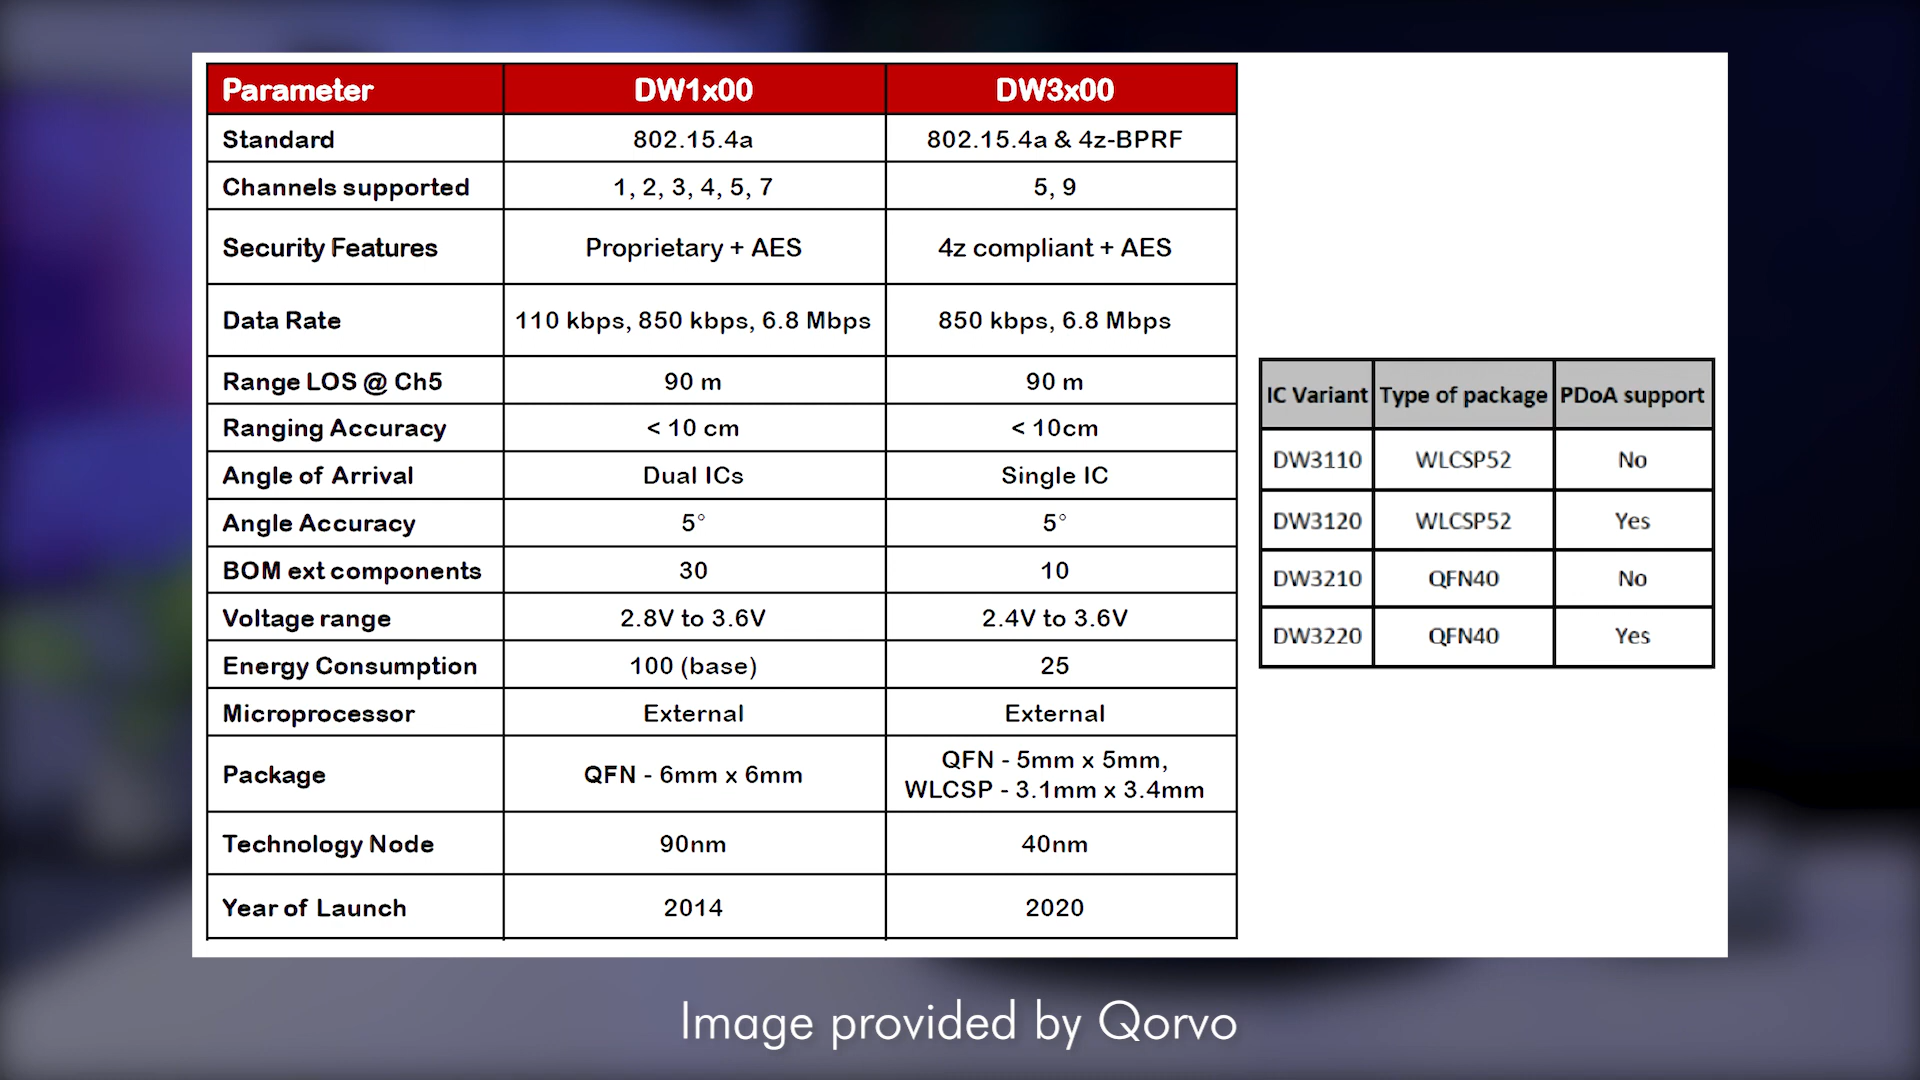 Parameter DW1x00 DW3x00
Standard 802.15.4a 802.15.4a & 4z-BPRF
Channels supported 1, 2, 3, 4, 5, 7 5, 9
Security Features Proprietary + AES 4z compliant + AES
Data Rate 110 kbps, 850 kbps, 6.8 Mbps 850 kbps, 6.8 Mbps
Range LOS @ Ch5 90 m 90 m
Ranging Accuracy < 10 cm < 10cm
Angle of Arrival Dual ICs Single IC
Angle Accuracy 5° 5°
BOM ext components 30 10
Voltage range 2.8V to 3.6V 2.4V to 3.6V
Energy Consumption 100 (base) 25
Microprocessor External External
Package QFN - 6mm x 6mm QFN - 5mm x 5mm,
WLCSP - 3.1mm x 3.4mm
Technology Node 90nm 40nm
Year of Launch 2014 2020
IC Variant Type of package PDoA support
DW3110 WLCSP52 No
DW3120 WLCSP52 Yes
DW3210 QFN40 No
DW3220 QFN40 Yes
Image provided by Qorvo